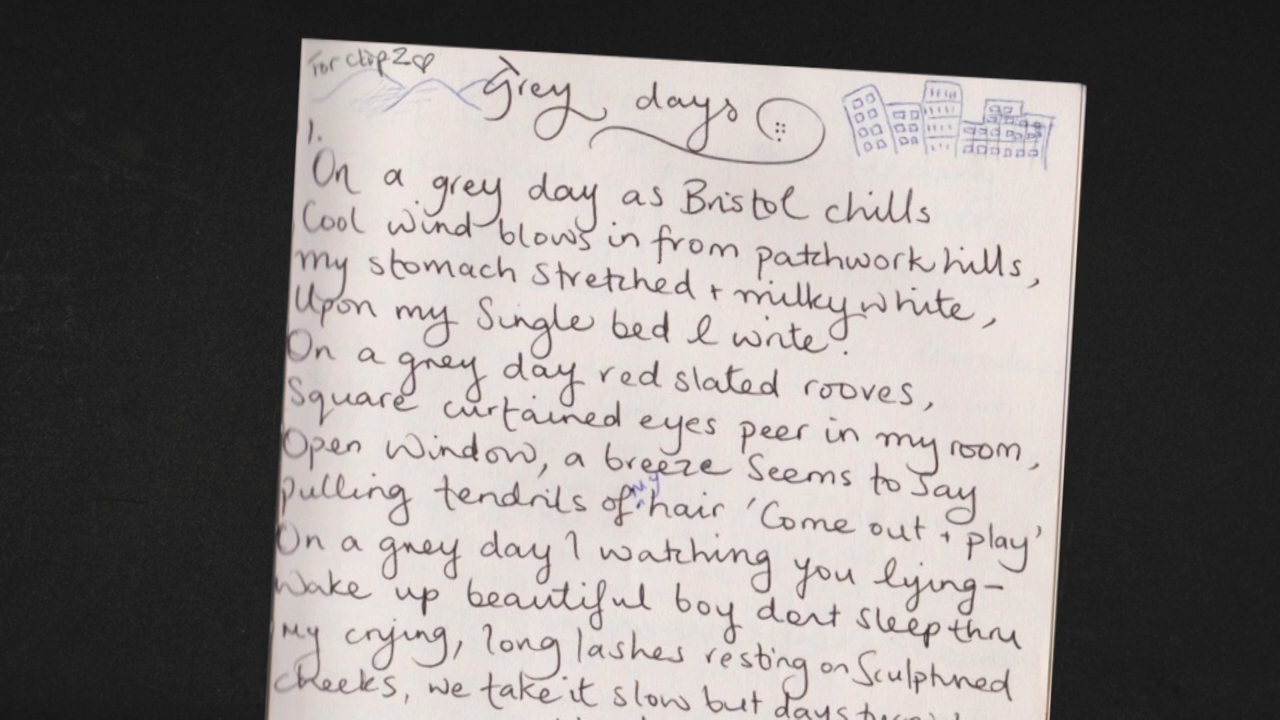 For clip 2
grey days
1.
On a grey day as Bristol chills
Cool wind blows in from patchwork hills,
my stomach stretched + milky white,
Upon my Single bed I write.
On a grey day red slated rooves,
Square curtained eyes peer in my room,
Open Window, a breeze Seems to Say
pulling tendrils of my hair 'Come out + play'
On a grey day I watching you lying-
Wake up beautiful boy dont sleep thru
My crying, long lashes resting on Sculptured
cheeks, we take it slow but days